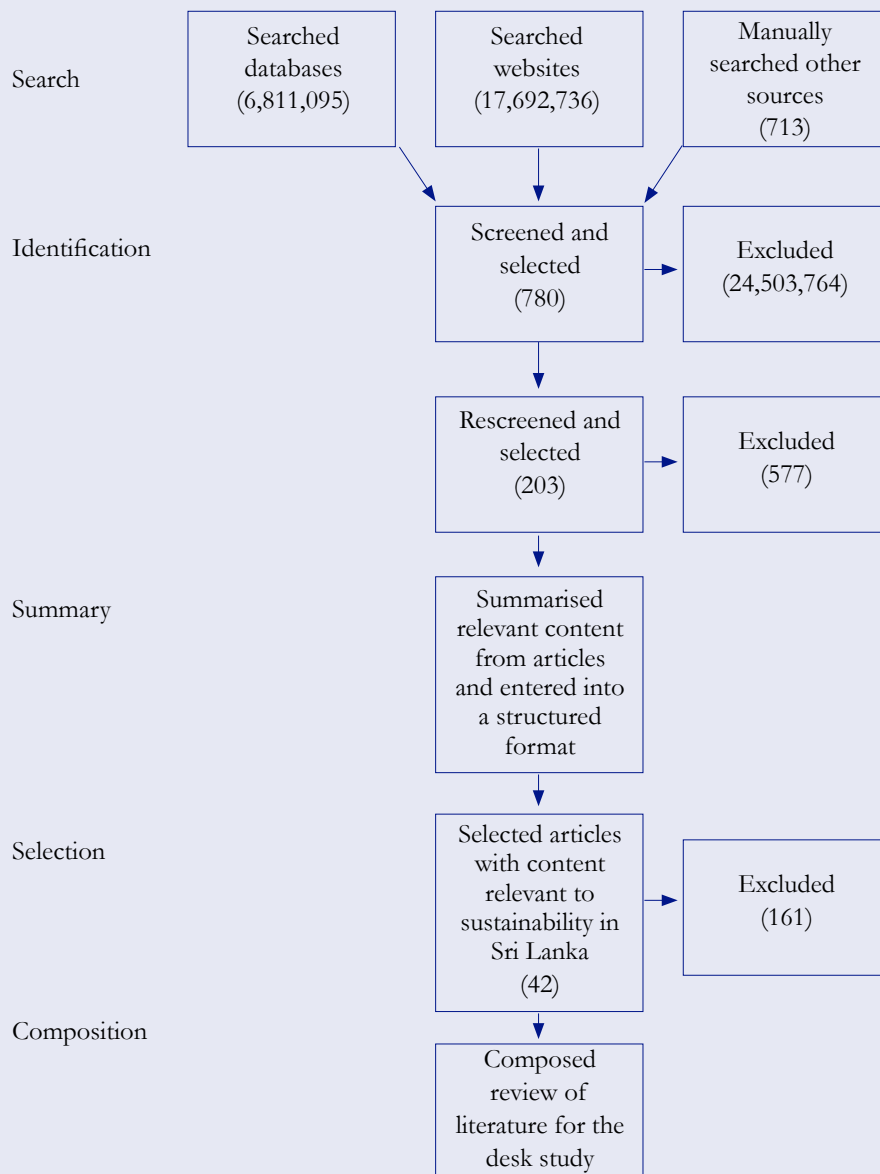 Search
Searched
databases
(6,811,095)
Searched
websites
(17,692,736)
Manually
searched other
sources
(713)
Identification
Screened and
selected
(780)
Excluded
(24,503,764)
Rescreened and
selected
(203)
Excluded
(577)
Summary
Summarised
relevant content
from articles
and entered into
a structured
format
Selection
Selected articles
with content
relevant to
sustainability in
Sri Lanka
(42)
Excluded
(161)
Composition
Composed
review of
literature for the
desk study